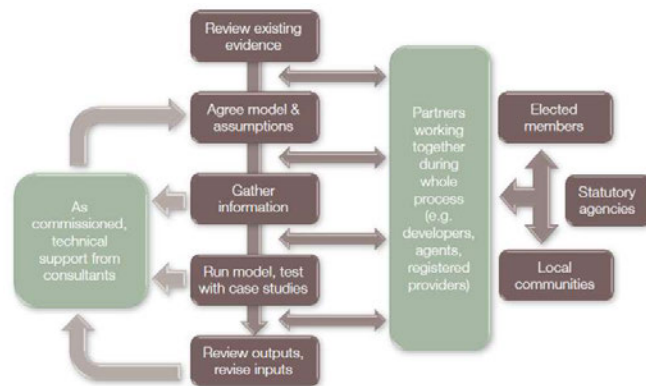 Review existing
evidence
Agree model &
assumptions
Gather
information
Run model, test
with case studies
Review outputs,
revise inputs
As
commissioned,
technical
support from
consultants
Partners
working
together
during
whole
process
(e.g.
developers,
agents,
registered
providers)
Elected
members
Statutory
agencies
Local
communities